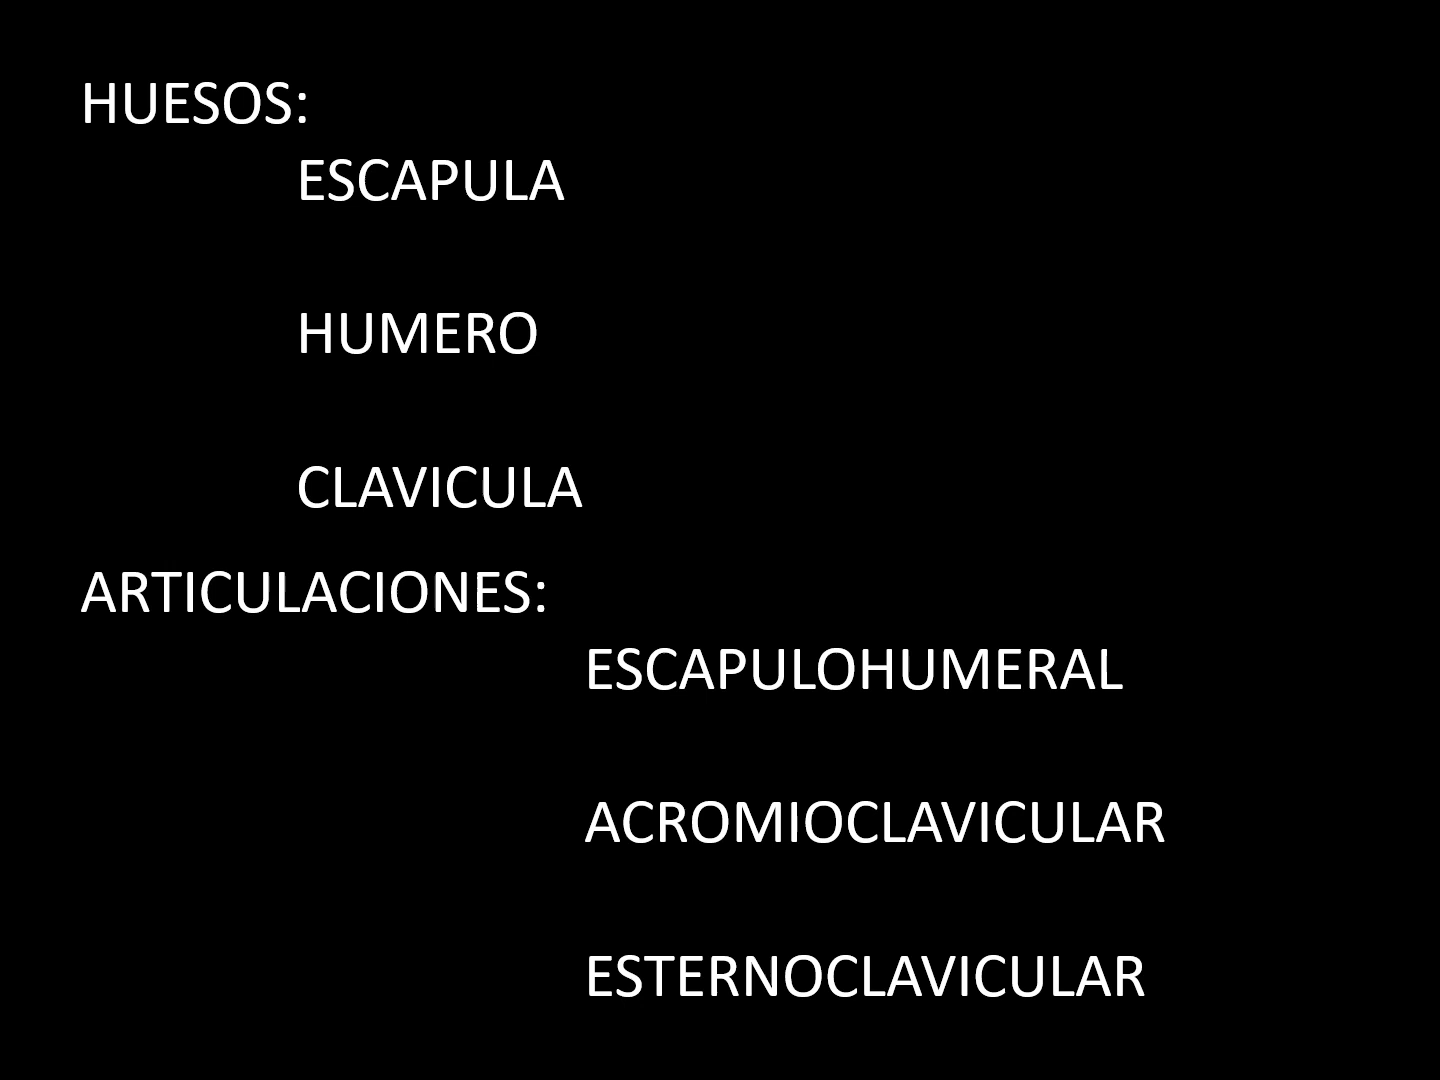 HUESOS:
ESCAPULA
HUMERO
CLAVICULA
ARTICULACIONES:
ESCAPULOHUMERAL
ACROMIOCLAVICULAR
ESTERNOCLAVICULAR